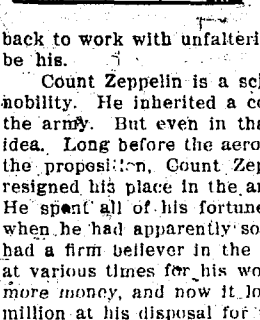 back to work with unfalteri
be his.
Count Zeppelin is a sc
nobility. He inherited a c
the army. But even in tha
idea. Long before the aero
the proposition, Count Zep
resigned his place in the ar
He spent all of his fortune
when he had apparently so
had a firm believer in the
at various times for his wo
more money, and now it lo
million at his disposal for